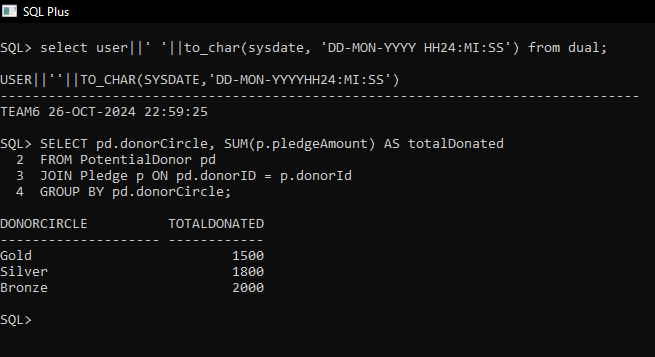 SQL Plus
SQL> select user||' '||to_char(sysdate, 'DD-MON-YYYY HH24:MI:SS') from dual;
USER||''||TO_CHAR(SYSDATE,'DD-MON-YYYYHH24:MI:SS')
--------------------------------------------------------------------------------
TEAM6 26-OCT-2024 22:59:25
SQL> SELECT pd.donorCircle, SUM(p.pledgeAmount) AS totalDonated
  2  FROM PotentialDonor pd
  3  JOIN Pledge p ON pd.donorID = p.donorId
  4  GROUP BY pd.donorCircle;
DONORCIRCLE          TOTALDONATED
-------------------- ------------
Gold                         1500
Silver                       1800
Bronze                       2000
SQL>